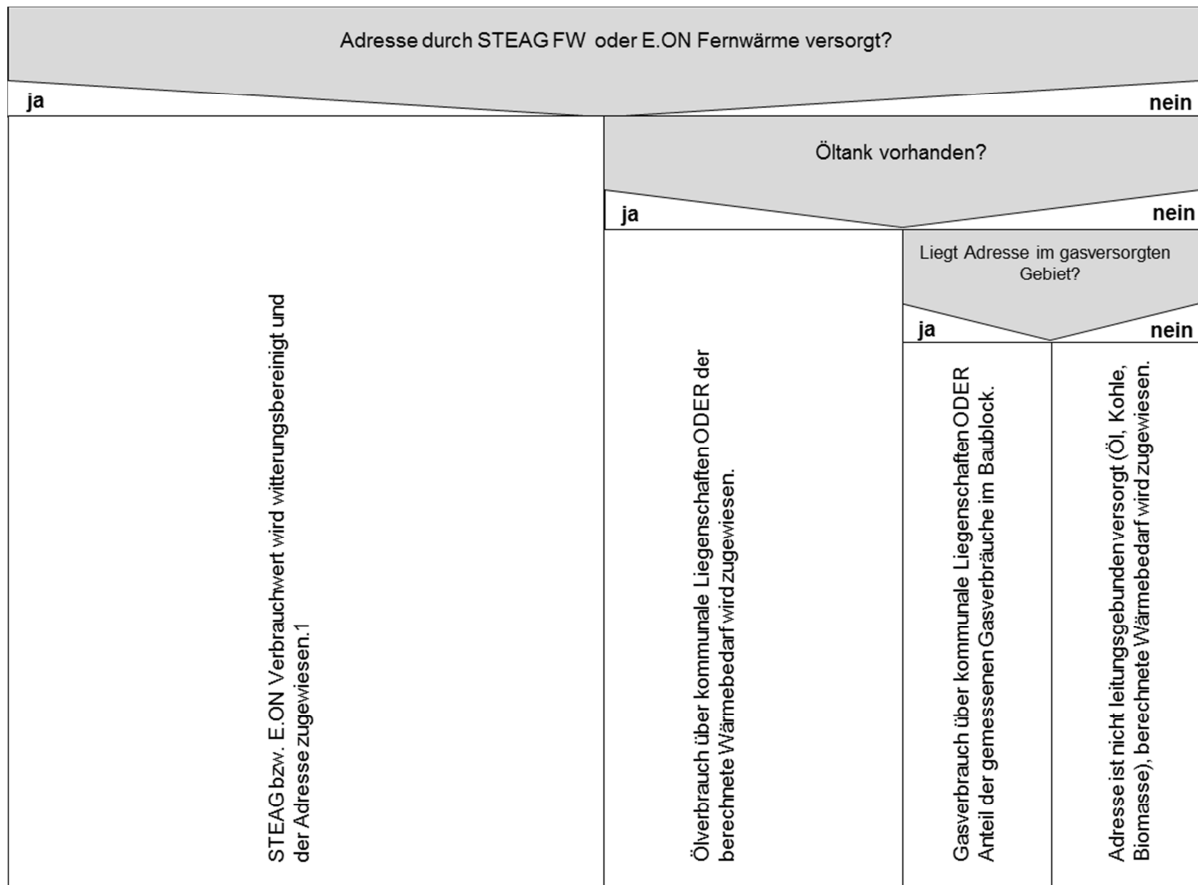 Adresse durch STEAG FW oder E.ON Fernwärme versorgt?
ja
nein
Öltank vorhanden?
ja
nein
Liegt Adresse im gasversorgten
Gebiet?
ja
nein
STEAG bzw. E.ON Verbrauchwert wird witterungsbereinigt und
der Adresse zugewiesen.1
Ölverbrauch über kommunale Liegenschaften ODER der
berechnete Wärmebedarf wird zugewiesen.
Gasverbrauch über kommunale Liegenschaften ODER
Anteil der gemessenen Gasverbräuche im Baublock.
Adresse ist nicht leitungsgebunden versorgt (Öl, Kohle,
Biomasse), berechnete Wärmebedarf wird zugewiesen.